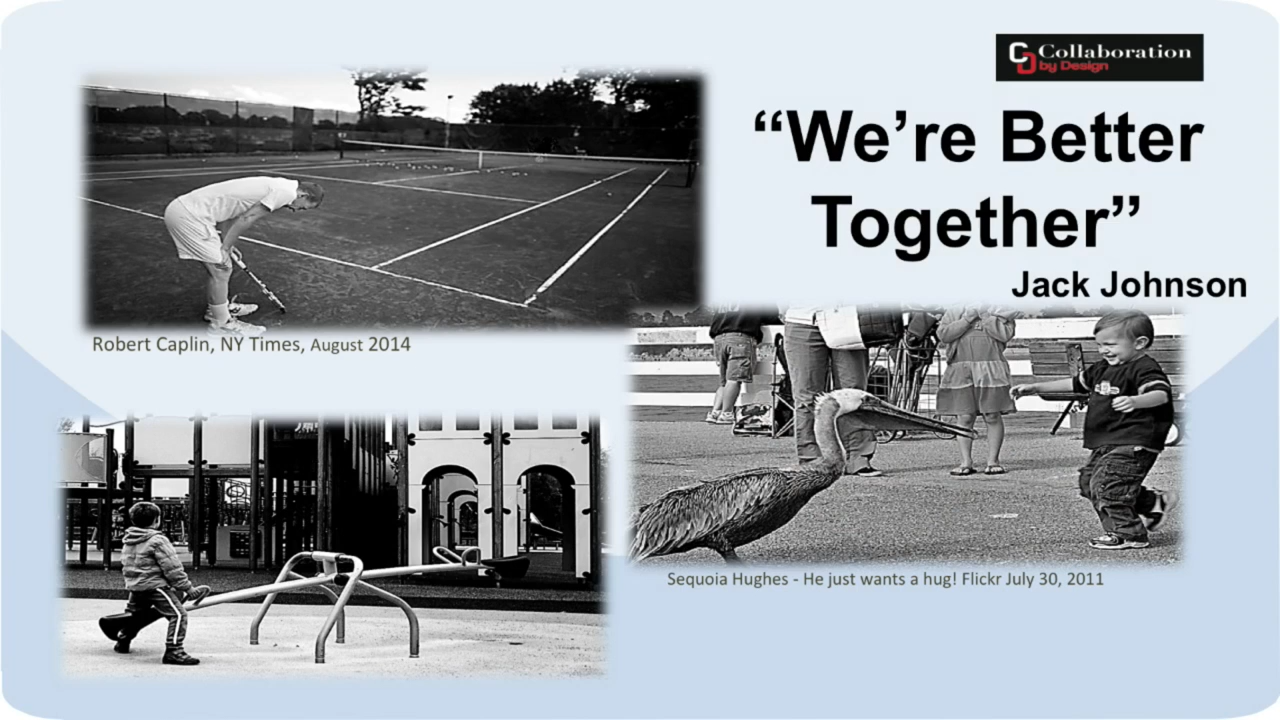 Collaboration
by Design
“We’re Better
Together”
Jack Johnson
Robert Caplin, NY Times, August 2014
Sequoia Hughes - He just wants a hug! Flickr July 30, 2011